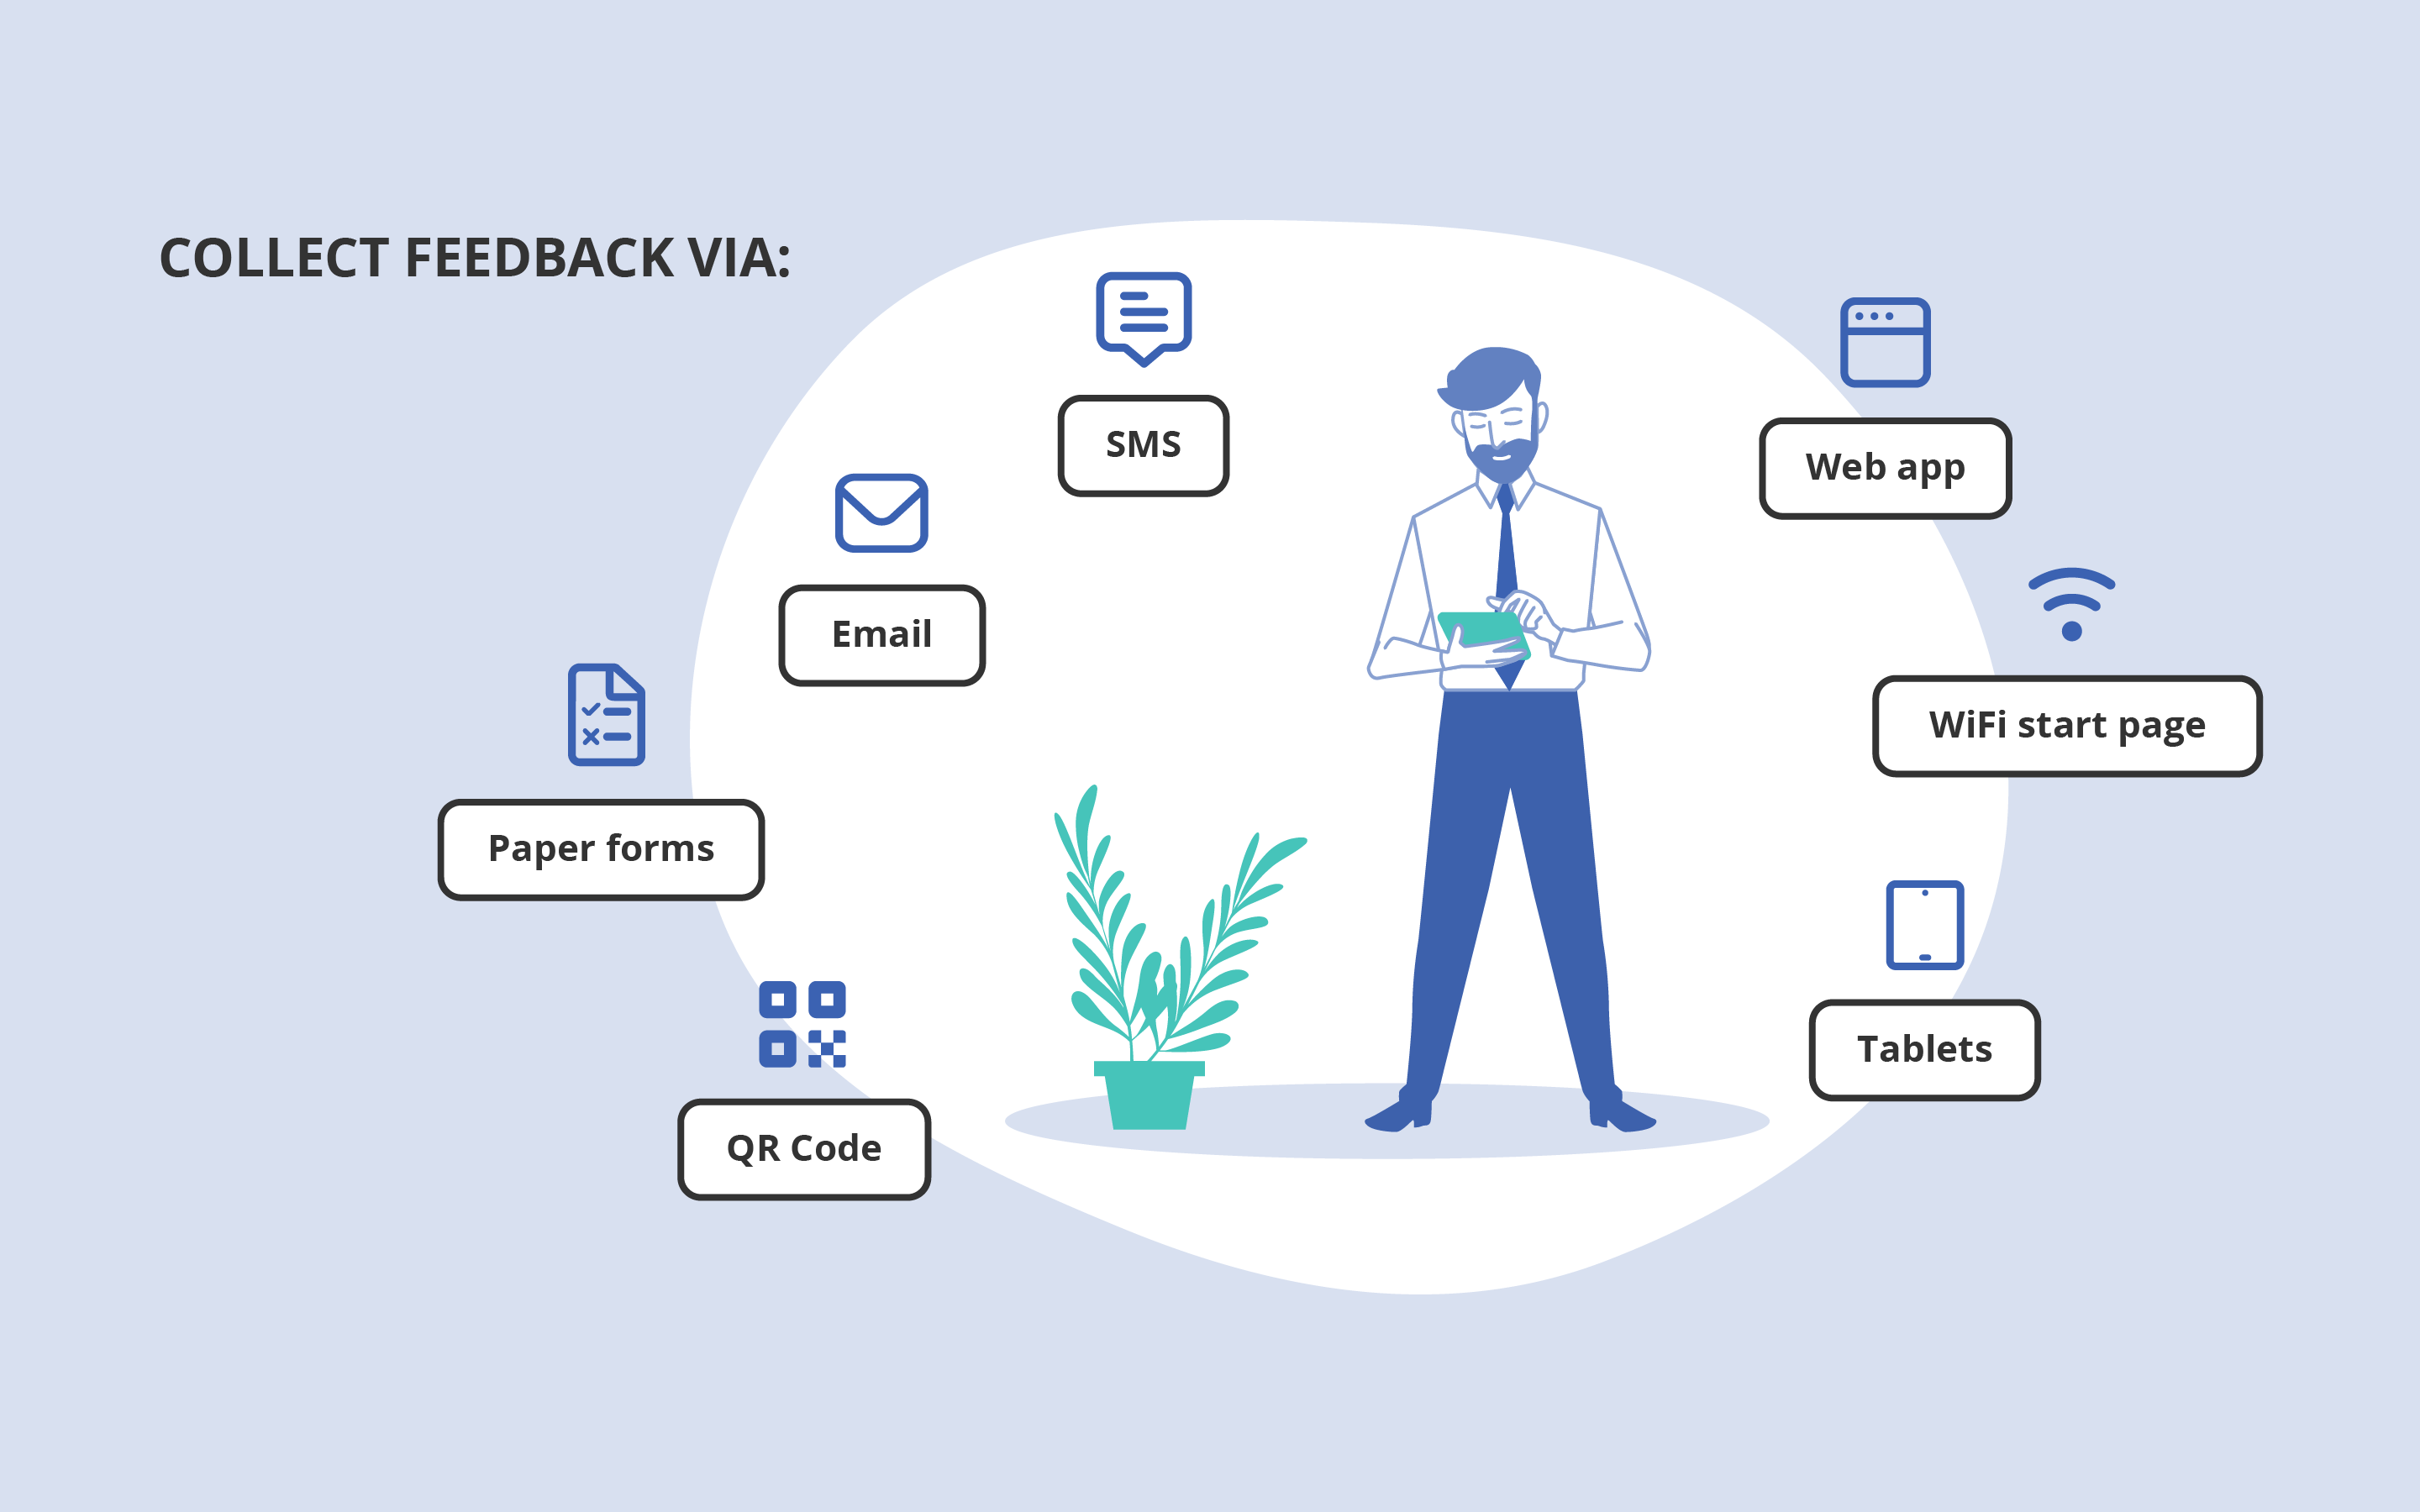 COLLECT FEEDBACK VIA:
SMS
Web app
Email
WiFi start page
Paper forms
Tablets
QR Code